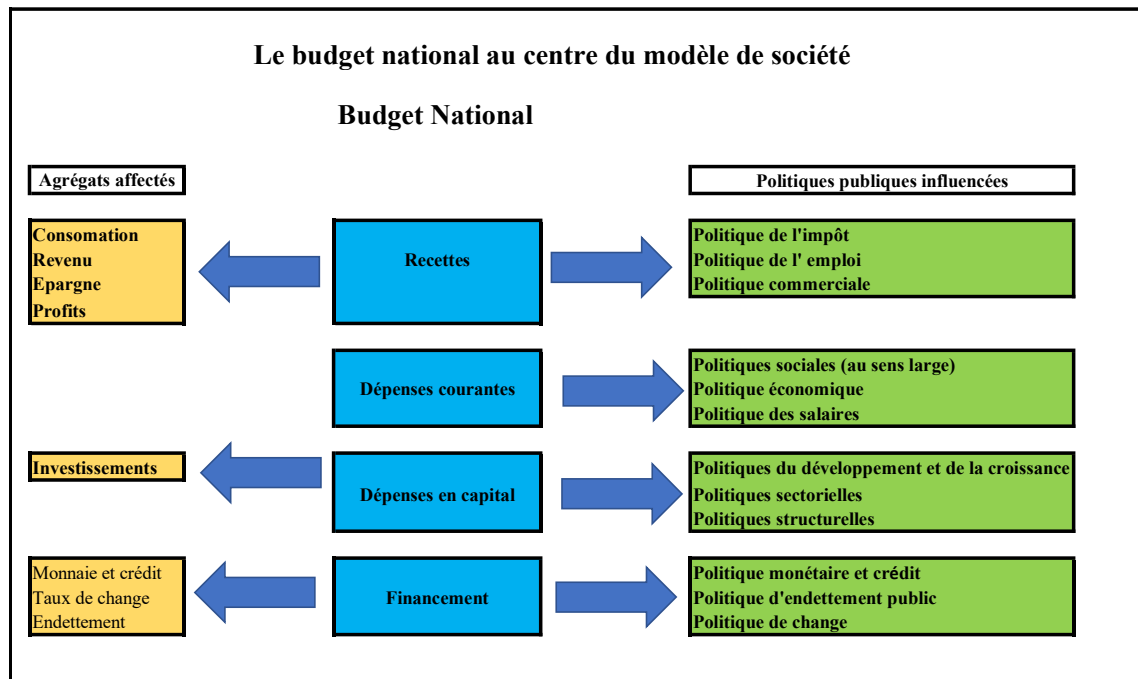 Le budget national au centre du modèle de société
Budget National
Agrégats affectés
Politiques publiques influencées
Consomation
Revenu
Epargne
Profits
Recettes
Politique de l'impôt
Politique de l' emploi
Politique commerciale
Dépenses courantes
Politiques sociales (au sens large)
Politique économique
Politique des salaires
Investissements
Dépenses en capital
Politiques du développement et de la croissance
Politiques sectorielles
Politiques structurelles
Monnaie et crédit
Taux de change
Endettement
Financement
Politique monétaire et crédit
Politique d'endettement public
Politique de change